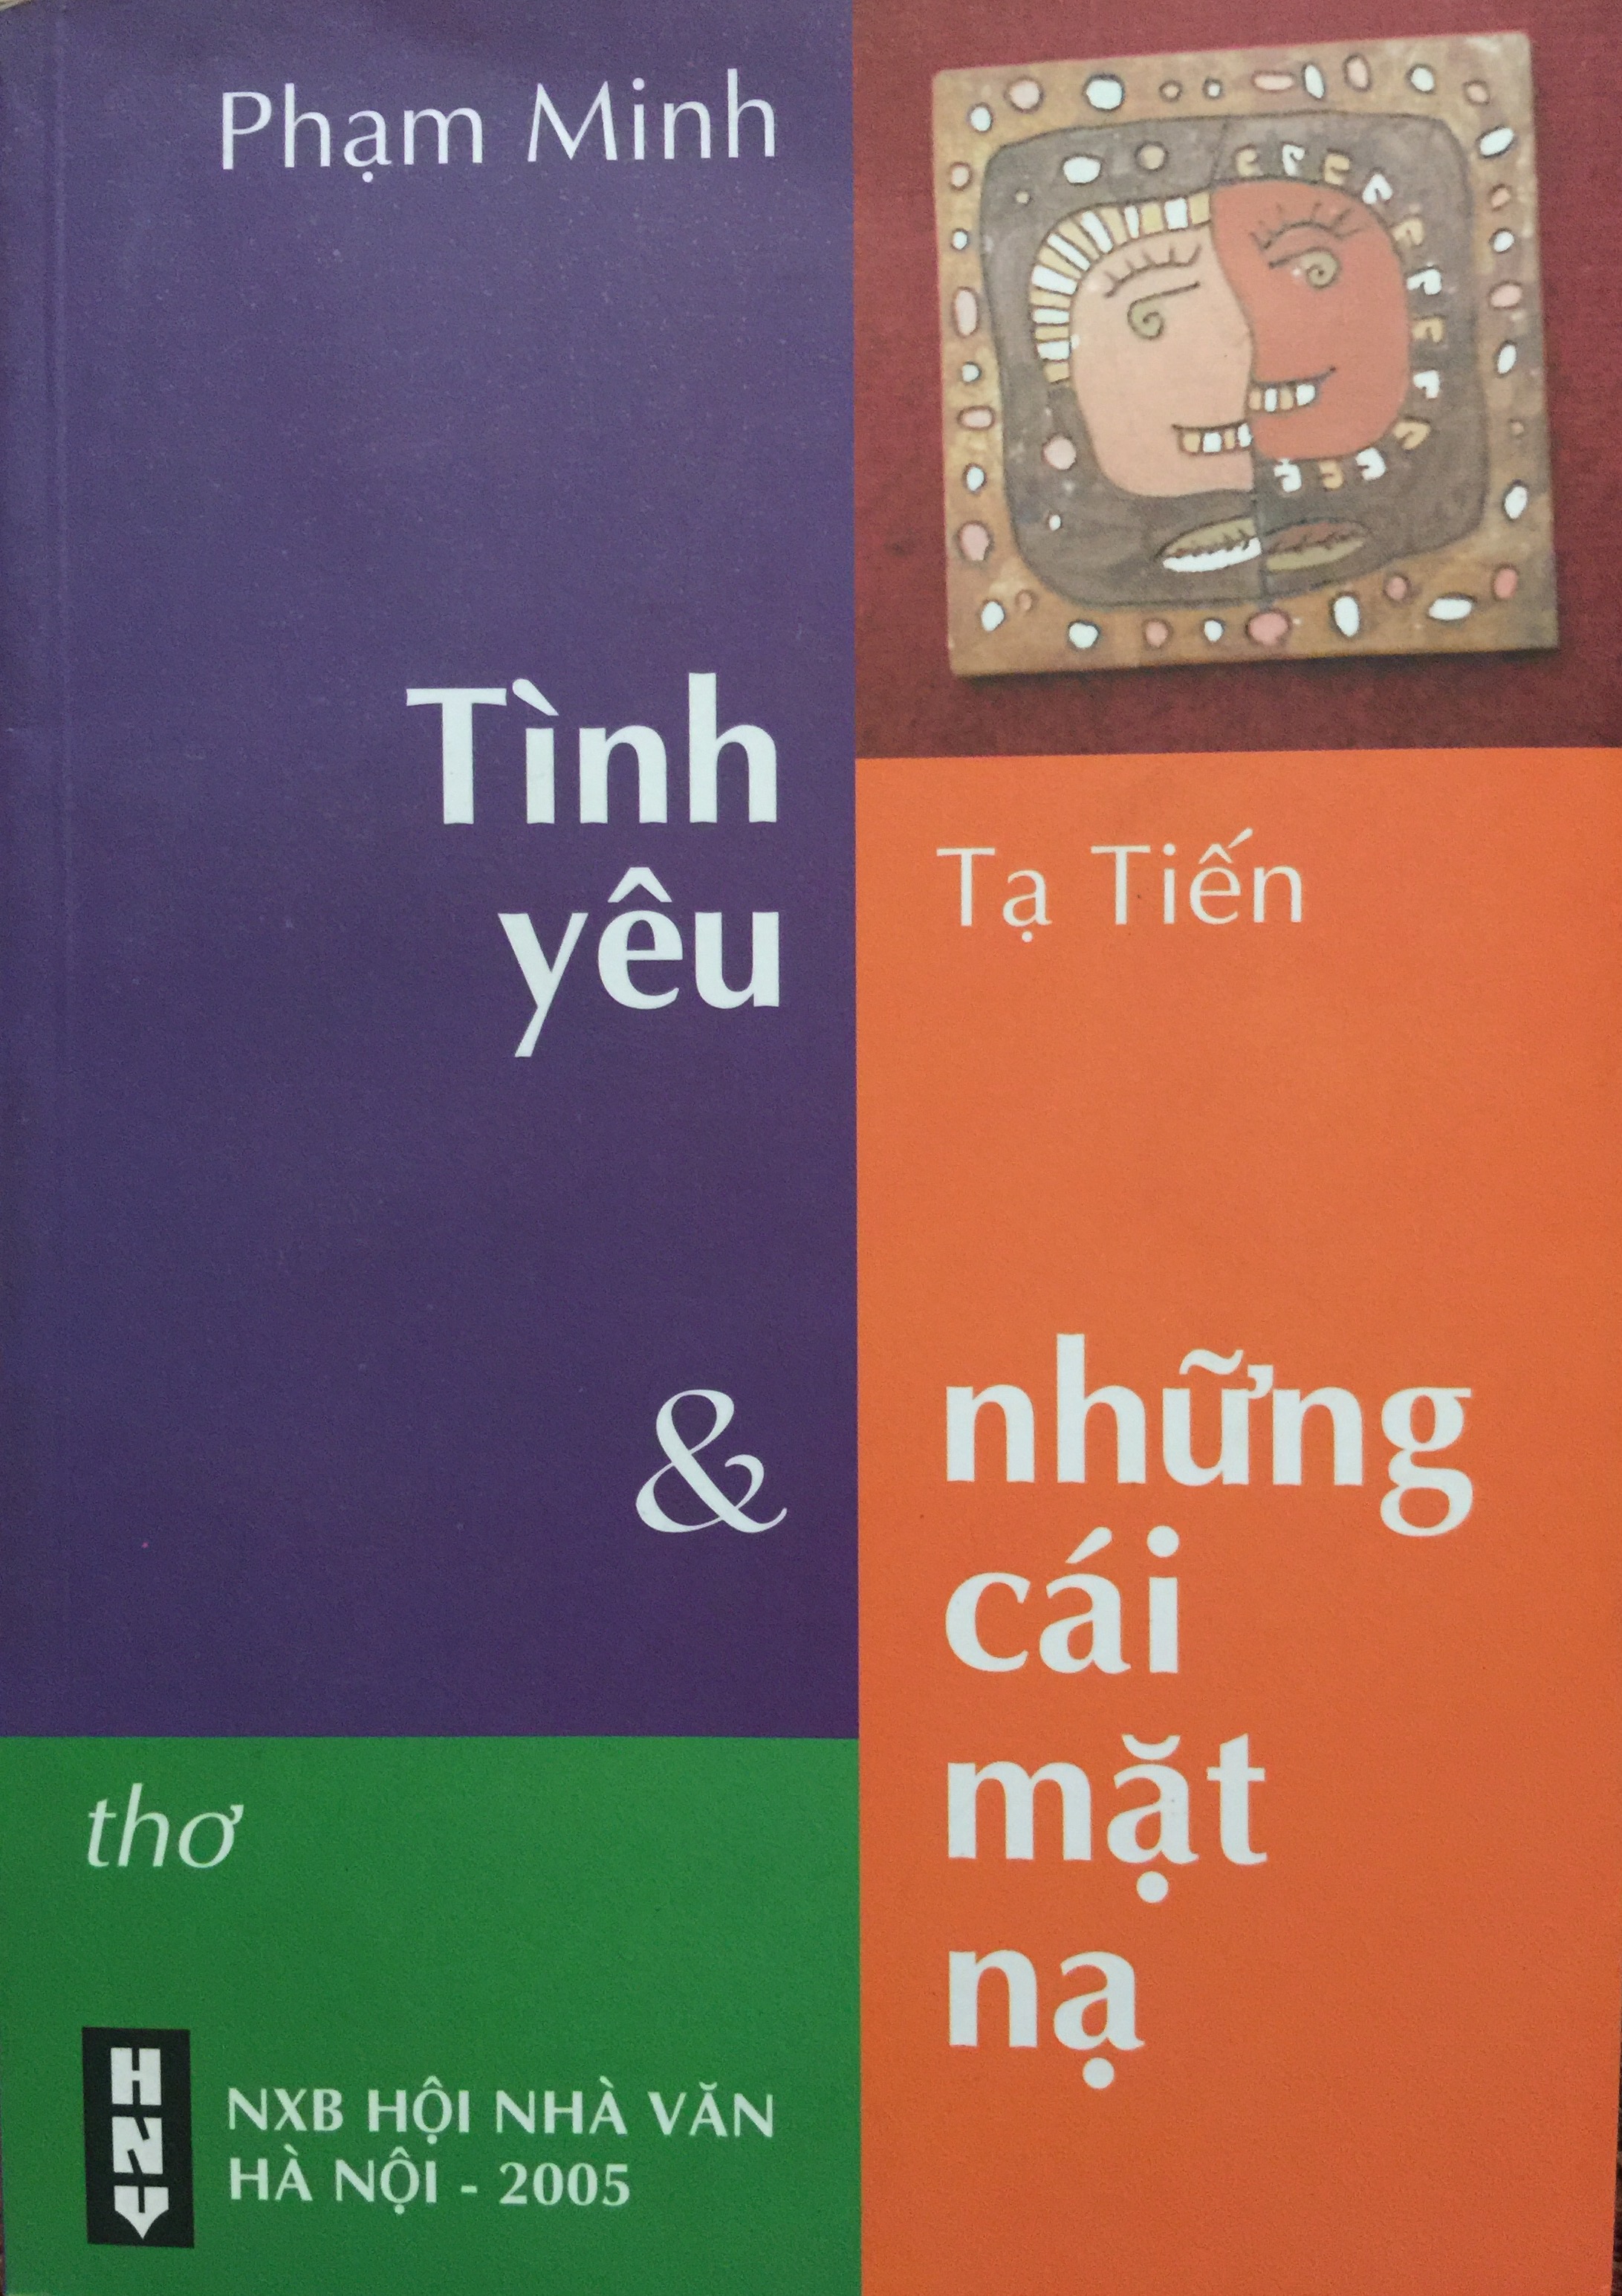 Phạm Minh
Tình
yêu
&
Tạ Tiến
những
cái
mặt
nạ
thơ
HNV
NXB HỘI NHÀ VĂN
HÀ NỘI - 2005